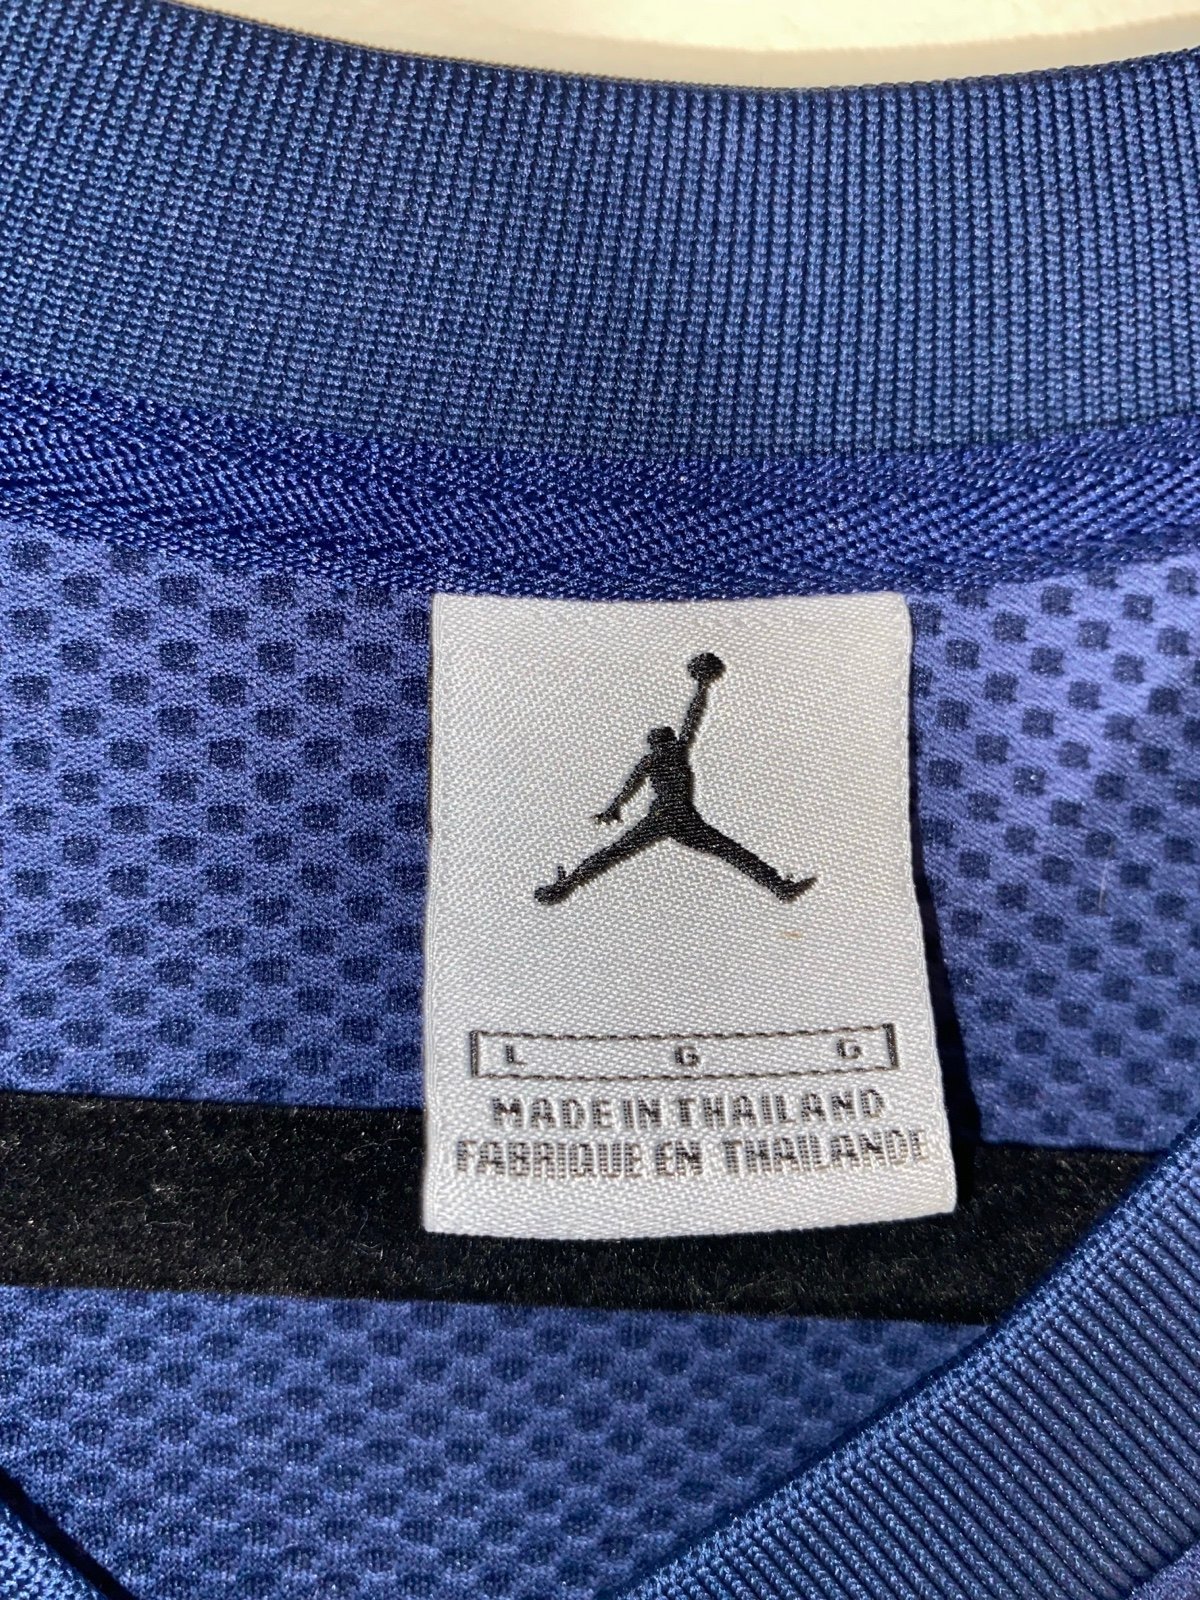 L G G
MADE IN THAILAND
FABRIQUE EN THAILANDE